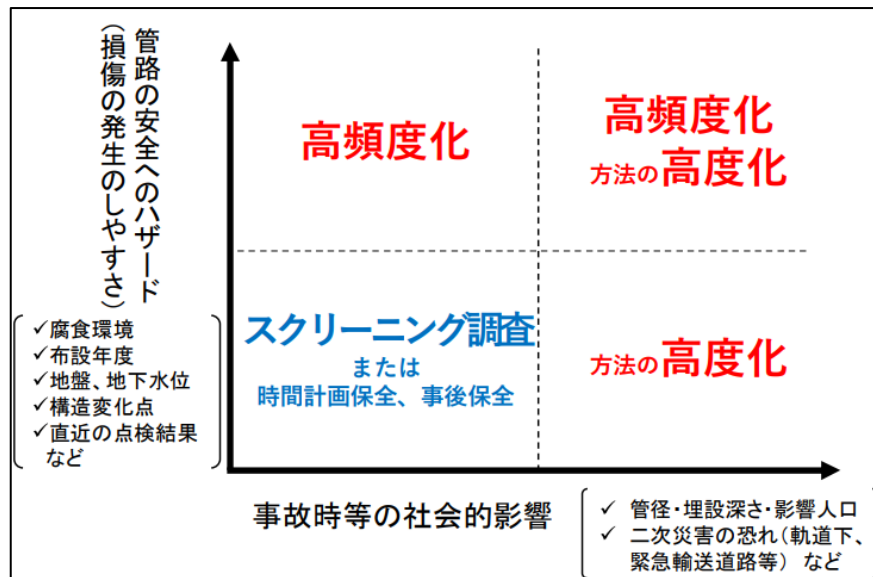 管路の安全へのハザード
（損傷の発生のしやすさ）
✓腐食環境
✓布設年度
✓地盤、地下水位
✓構造変化点
✓直近の点検結果
など
高頻度化
高頻度化
方法の高度化
スクリーニング調査
または
時間計画保全、事後保全
方法の高度化
事故時等の社会的影響
✓ 管径・埋設深さ・影響人口
✓ 二次災害の恐れ（軌道下、
緊急輸送道路等） など